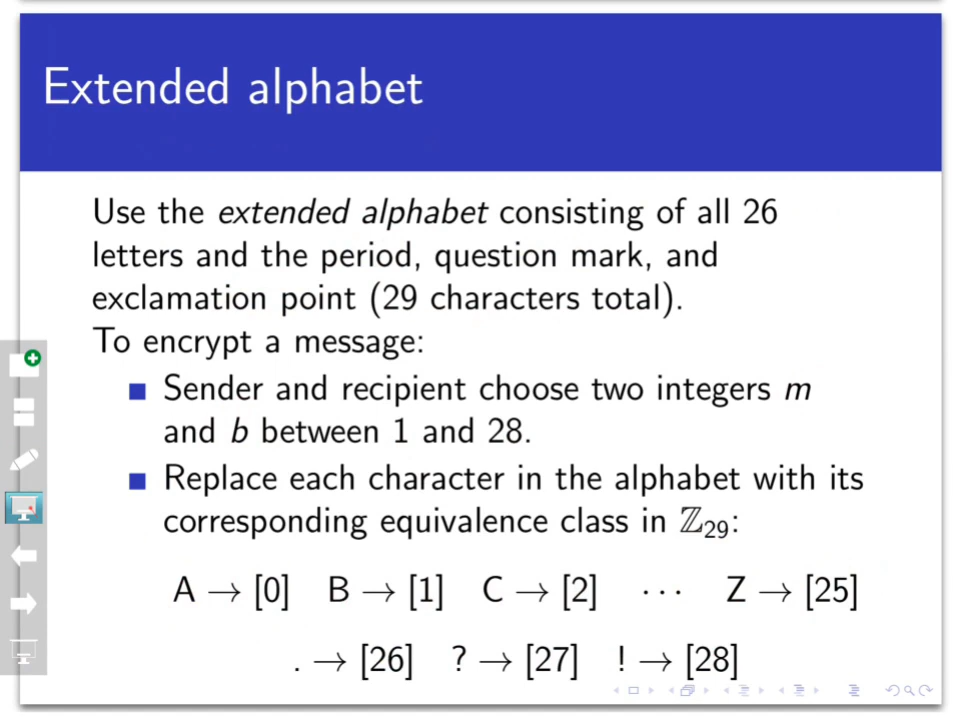 Extended alphabet
Use the extended alphabet consisting of all 26
letters and the period, question mark, and
exclamation point (29 characters total).
To encrypt a message:
Sender and recipient choose two integers m
and b between 1 and 28.
Replace each character in the alphabet with its
corresponding equivalence class in ℤ₂₉:
A → [0] B → [1] C → [2] ··· Z → [25]
. → [26] ? → [27] ! → [28]